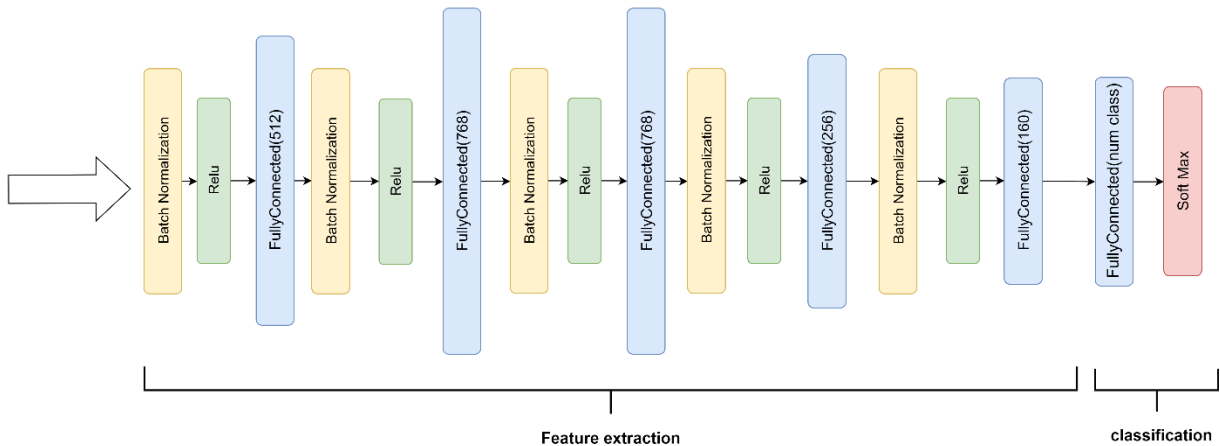 Batch Normalization
Relu
FullyConnected(512)
Batch Normalization
Relu
FullyConnected(768)
Batch Normalization
Relu
FullyConnected(768)
Batch Normalization
Relu
FullyConnected(256)
Batch Normalization
Relu
FullyConnected(160)
FullyConnected(num class)
Soft Max
Feature extraction
classification